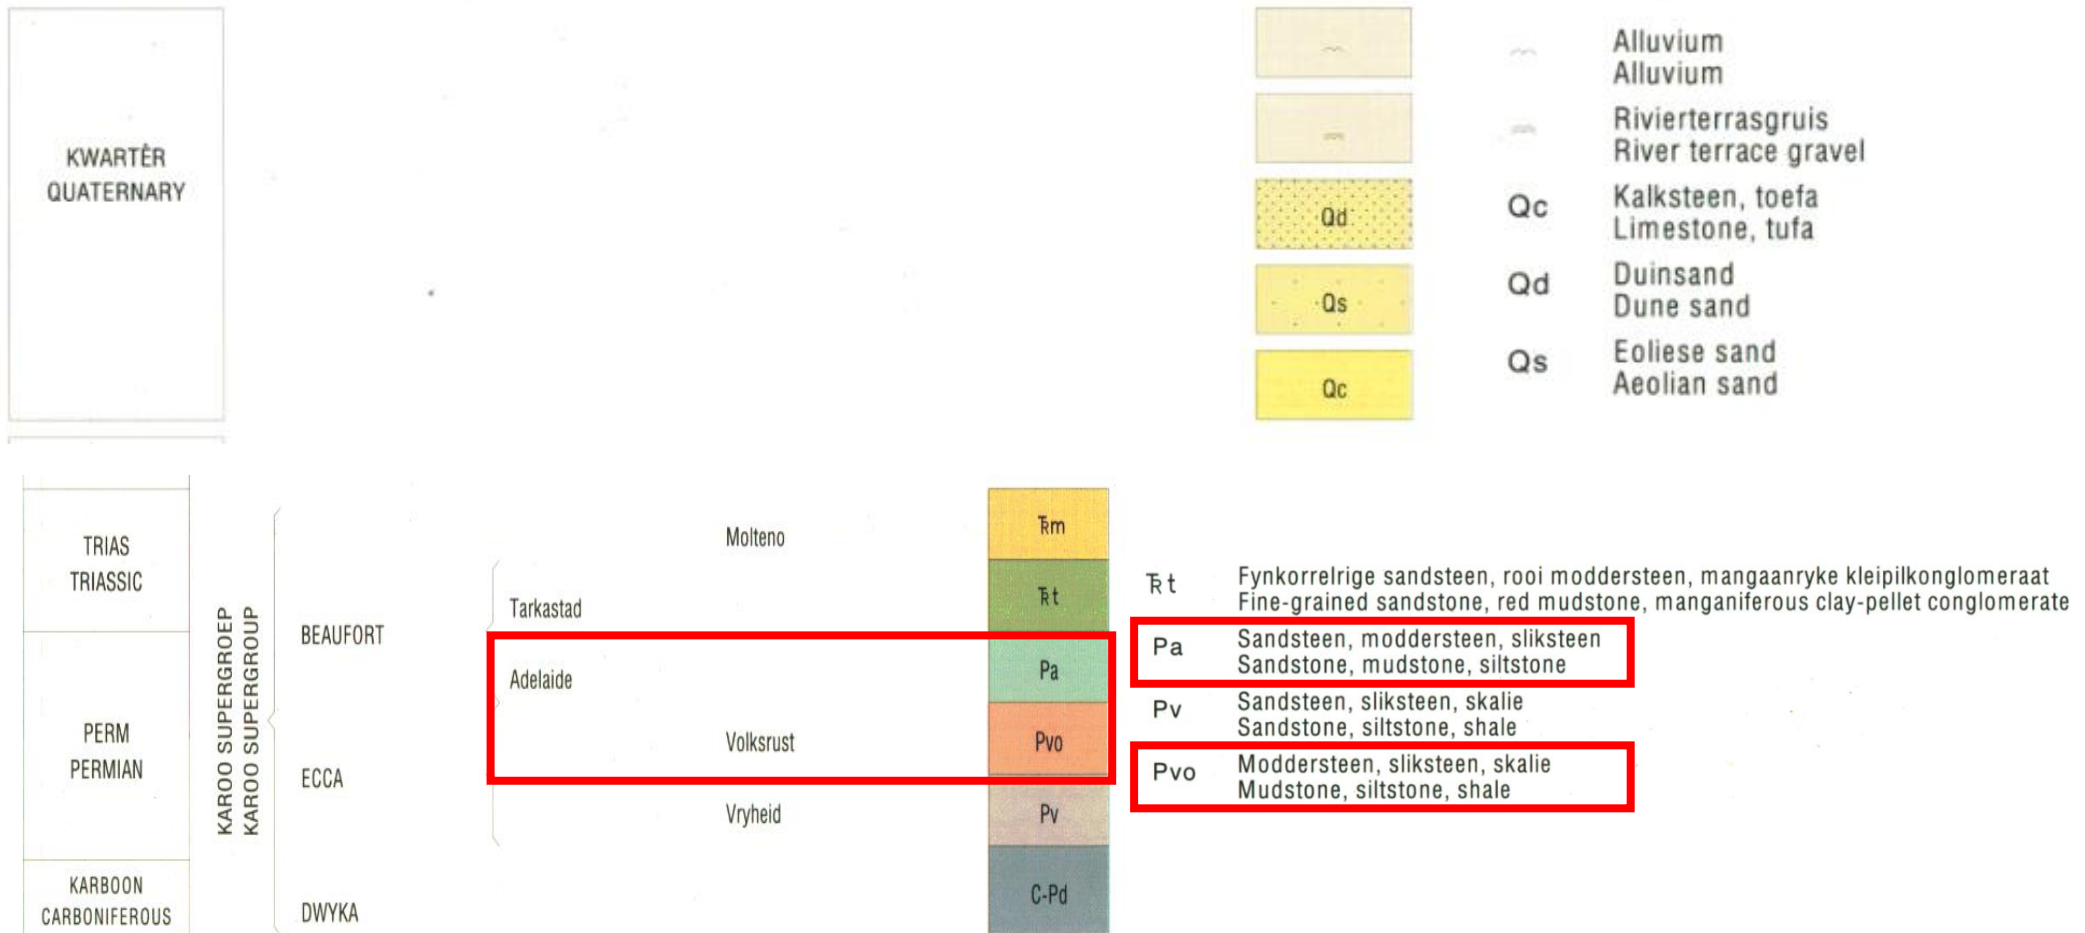 KWARTÊR
QUATERNARY
Qd
Qs
Qc
Alluvium
Alluvium
Rivierterrasgruis
River terrace gravel
Qc
Kalksteen, toefa
Limestone, tufa
Qd
Duinsand
Dune sand
Qs
Eoliese sand
Aeolian sand
TRIAS
TRIASSIC
PERM
PERMIAN
KARBOON
CARBONIFEROUS
KAROO SUPERGROEP
KAROO SUPERGROUP
BEAUFORT
ECCA
DWYKA
Tarkastad
Adelaide
Molteno
Volksrust
Vryheid
T̅Rm
T̅Rt
Pa
Pvo
Pv
C-Pd
T̅Rt
Fynkorrelrige sandsteen, rooi moddersteen, mangaanryke kleipilkonglomeraat
Fine-grained sandstone, red mudstone, manganiferous clay-pellet conglomerate
Pa
Sandsteen, moddersteen, sliksteen
Sandstone, mudstone, siltstone
Pv
Sandsteen, sliksteen, skalie
Sandstone, siltstone, shale
Pvo
Moddersteen, sliksteen, skalie
Mudstone, siltstone, shale